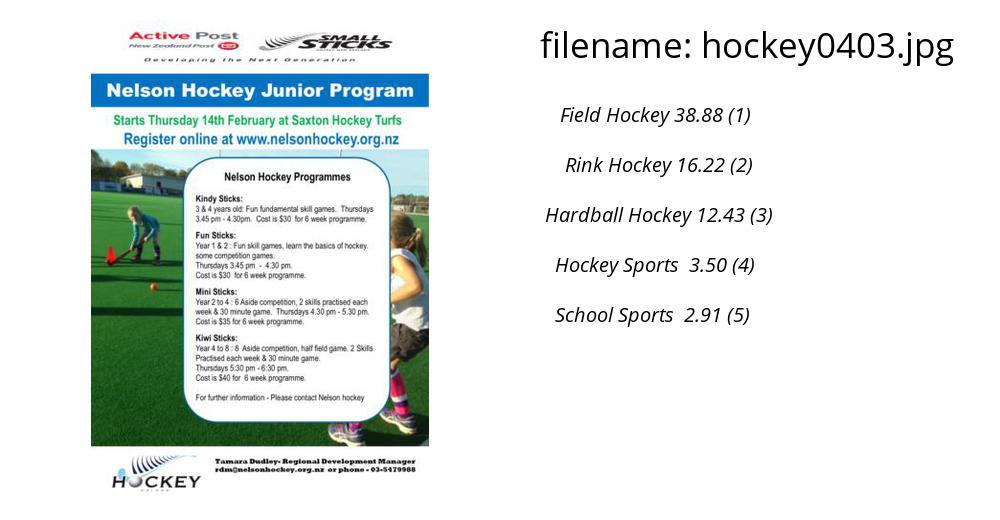 Active Post
New Zealand Post
SMALL STICKS
Developing the Next Generation
Nelson Hockey Junior Program
Starts Thursday 14th February at Saxton Hockey Turfs
Register online at www.nelsonhockey.org.nz
Nelson Hockey Programmes
Kindy Sticks:
3 & 4 years old: Fun fundamental skill games. Thursdays
3.45 pm - 4.30pm. Cost is $30 for 6 week programme.
Fun Sticks:
Year 1 & 2 : Fun skill games, learn the basics of hockey.
some competition games.
Thursdays 3.45 pm - 4.30 pm.
Cost is $30 for 6 week programme.
Mini Sticks:
Year 2 to 4 : 6 Aside competition, 2 skills practised each
week & 30 minute game. Thursdays 4.30 pm - 5.30 pm.
Cost is $35 for 6 week programme.
Kiwi Sticks:
Year 4 to 8 : 8 Aside competition, half field game. 2 Skills
Practised each week & 30 minute game.
Thursdays 5:30 pm - 6:30 pm.
Cost is $40 for 6 week programme.
For further information - Please contact Nelson hockey
HOCKEY
Tamara Dudley- Regional Development Manager
rdm@nelsonhockey.org.nz or phone - 03-5479988
filename: hockey0403.jpg
Field Hockey 38.88 (1)
Rink Hockey 16.22 (2)
Hardball Hockey 12.43 (3)
Hockey Sports 3.50 (4)
School Sports 2.91 (5)